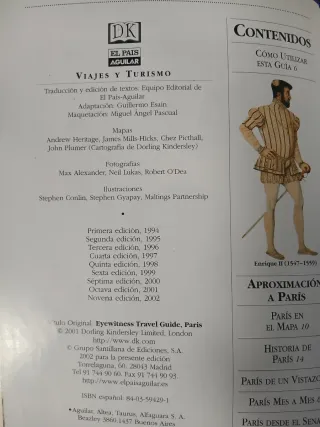 DK
EL PAIS
AGUILAR
VIAJES Y TURISMO
Traducción y edición de textos: Equipo Editorial de
El País-Aguilar
Adaptación: Guillermo Esain
Maquetación: Miguel Ángel Pascual
Mapas
Andrew Heritage, James Mills-Hicks, Chez Picthall,
John Plumer (Cartografía de Dorling Kindersley)
Fotografías
Max Alexander, Neil Lukas, Robert O'Dea
Ilustraciones
Stephen Conlin, Stephen Gyapay, Maltings Partnership
•
Primera edición, 1994
Segunda edición, 1995
Tercera edición, 1996
Cuarta edición, 1997
Quinta edición, 1998
Sexta edición, 1999
Séptima edición, 2000
Octava edición, 2001
Novena edición, 2002
tulo Original: Eyewitness Travel Guide, Paris
© 2001 Dorling Kindersley Limited, London
http://www.dk.com
© Grupo Santillana de Ediciones, S.A.
2002 para la presente edición
Torrelaguna, 60. 28043 Madrid
Tel 91 744 90 60. Fax 91 744 90 93
www.elpaisaguilar.es
ISBN español: 84-03-59429-1
• Aguilar, Altea, Taurus, Alfaguara S. A.
Beazley 3860.1437 Buenos Aires
CONTENIDOS
CÓMO UTILIZAR
ESTA GUÍA 6
Enrique II (1547-1559)
APROXIMACIÓN
A PARÍS
PARÍS EN
EL MAPA 10
HISTORIA DE
PARÍS 14
PARÍS DE UN VISTAZO
PARÍS MES A MES
PARÍS DESDE EL SENA